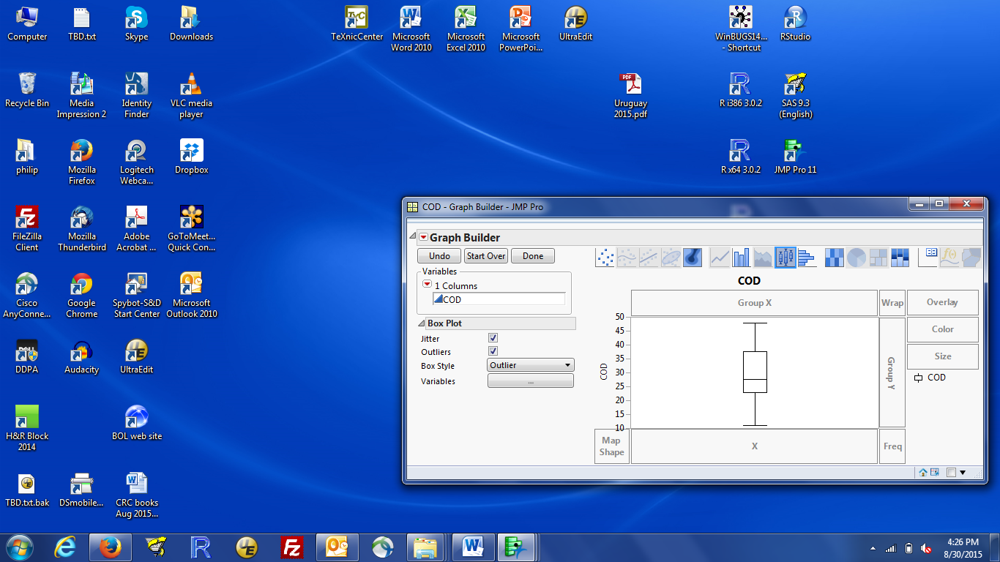 Computer
TBD.txt
Skype
Downloads
TeXnicCenter
Microsoft
Word 2010
Microsoft
Excel 2010
Microsoft
PowerPoi...
UltraEdit
WinBUGS14...
- Shortcut
RStudio
Recycle Bin
Media
Impression 2
Identity
Finder
VLC media
player
Uruguay
2015.pdf
R i386 3.0.2
SAS 9.3
(English)
philip
Mozilla
Firefox
Logitech
Webca...
Dropbox
R x64 3.0.2
JMP Pro 11
FileZilla
Client
Mozilla
Thunderbird
Adobe
Acrobat ...
GoToMeet...
Quick Con...
Cisco
AnyConne...
Google
Chrome
Spybot-S&D
Start Center
Microsoft
Outlook 2010
DDPA
Audacity
UltraEdit
H&R Block
2014
BOL web site
TBD.txt.bak
DSmobile...
CRC books
Aug 2015...
COD - Graph Builder - JMP Pro
Graph Builder
Undo
Start Over
Done
Variables
1 Columns
COD
Box Plot
Jitter
Outliers
Box Style
Outlier
Variables
...
COD
Group X
Wrap
Overlay
Color
Size
COD
Group Y
COD
50
45
40
35
30
25
20
15
10
Map
Shape
X
Freq
4:26 PM
8/30/2015